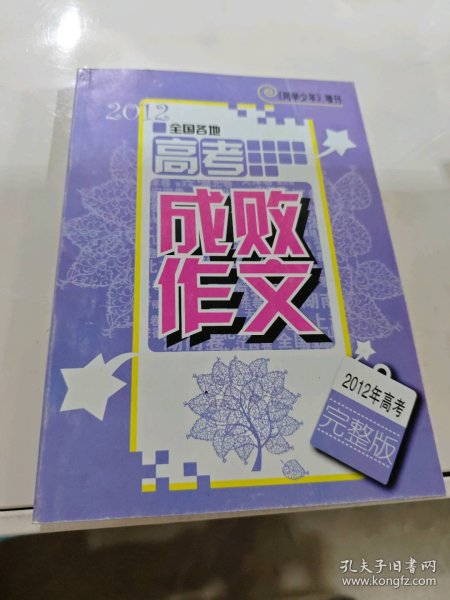 《同学少年》增刊
2012
全国各地
高考
成败
作文
2012年高考
完整版
孔夫子旧书网
www.kongfz.com